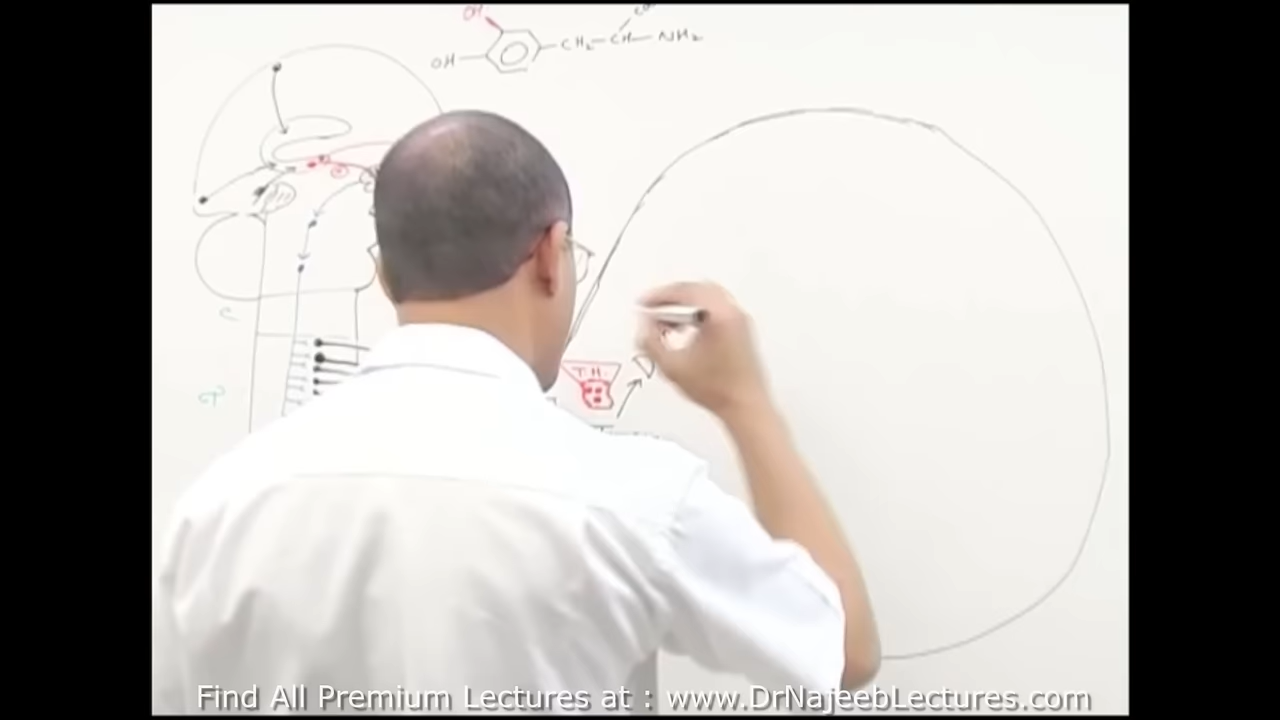 OH
OH
CH₂ — CH — NH₂
T.H.
D
Find All Premium Lectures at : www.DrNajeebLectures.com